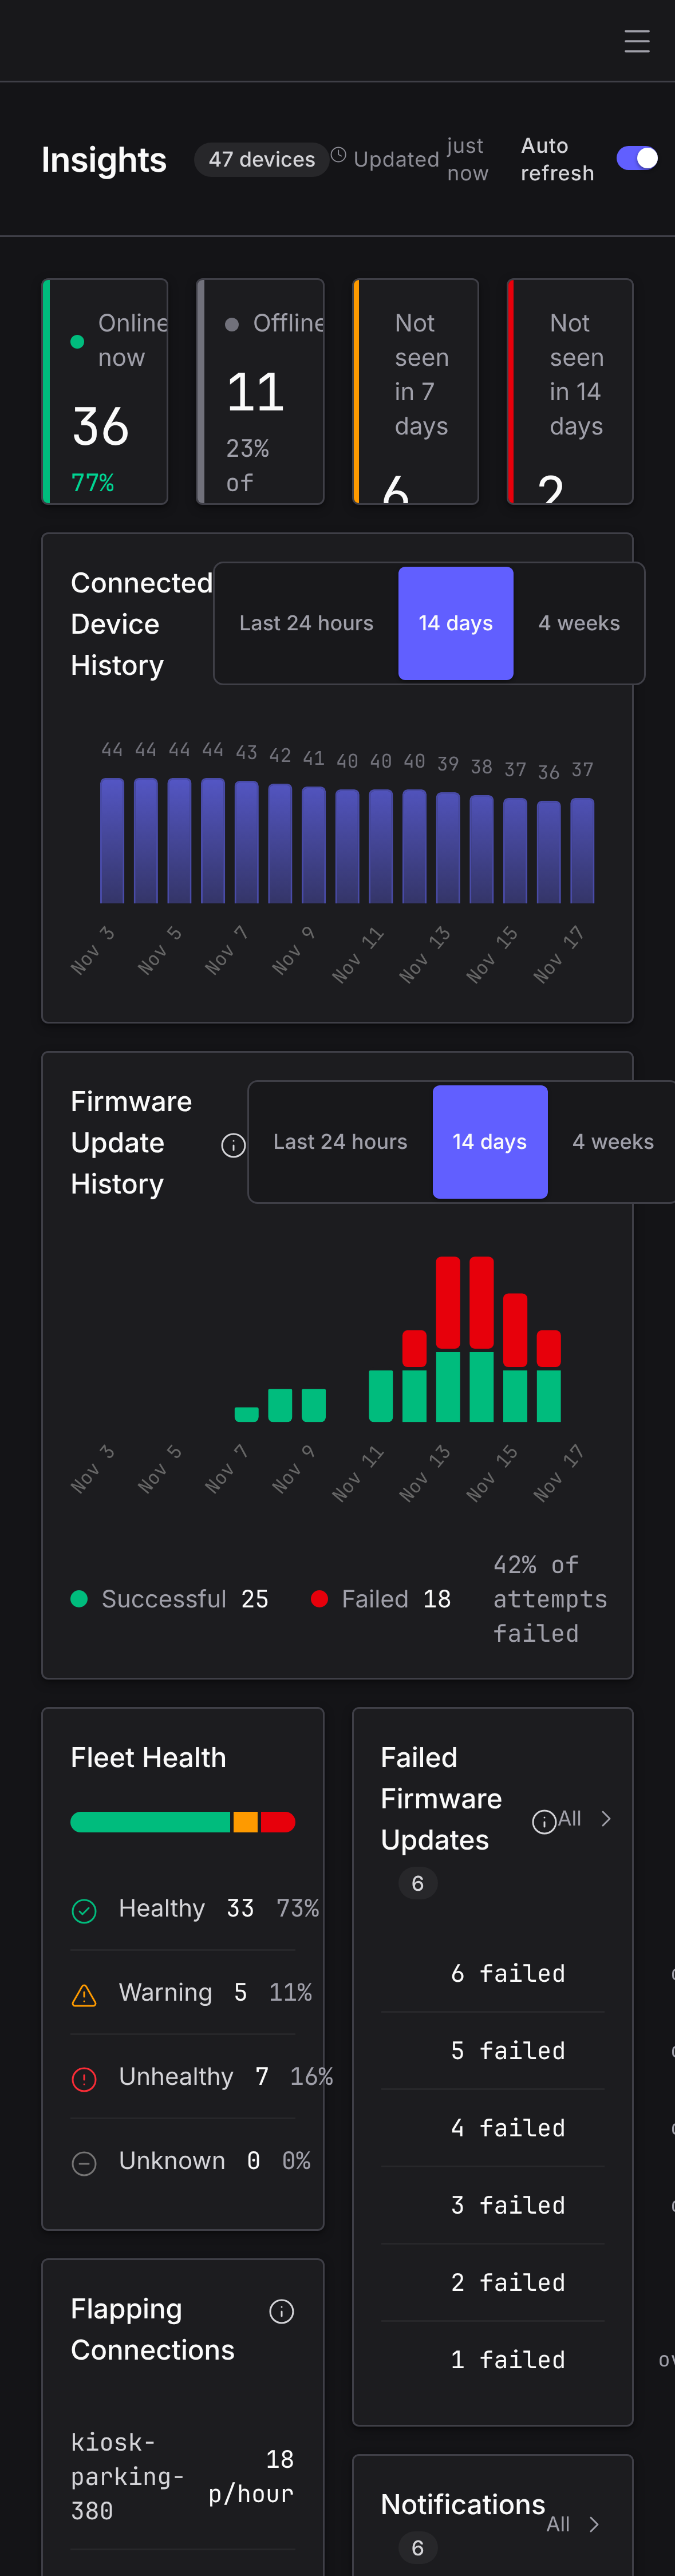 Insights
47 devices
Updated just now
Auto refresh
Online now
36
77%
Offline
11
23% of
Not seen in 7 days
6
Not seen in 14 days
2
Connected Device History
Last 24 hours
14 days
4 weeks
44 44 44 44 43 42 41 40 40 40 39 38 37 36 37
Nov 3 Nov 5 Nov 7 Nov 9 Nov 11 Nov 13 Nov 15 Nov 17
Firmware Update History
Last 24 hours
14 days
4 weeks
Nov 3 Nov 5 Nov 7 Nov 9 Nov 11 Nov 13 Nov 15 Nov 17
Successful 25
Failed 18
42% of attempts failed
Fleet Health
Healthy 33 73%
Warning 5 11%
Unhealthy 7 16%
Unknown 0 0%
Failed Firmware Updates
6
All
6 failed
5 failed
4 failed
3 failed
2 failed
1 failed
Flapping Connections
kiosk-parking-380
18 p/hour
Notifications
6
All